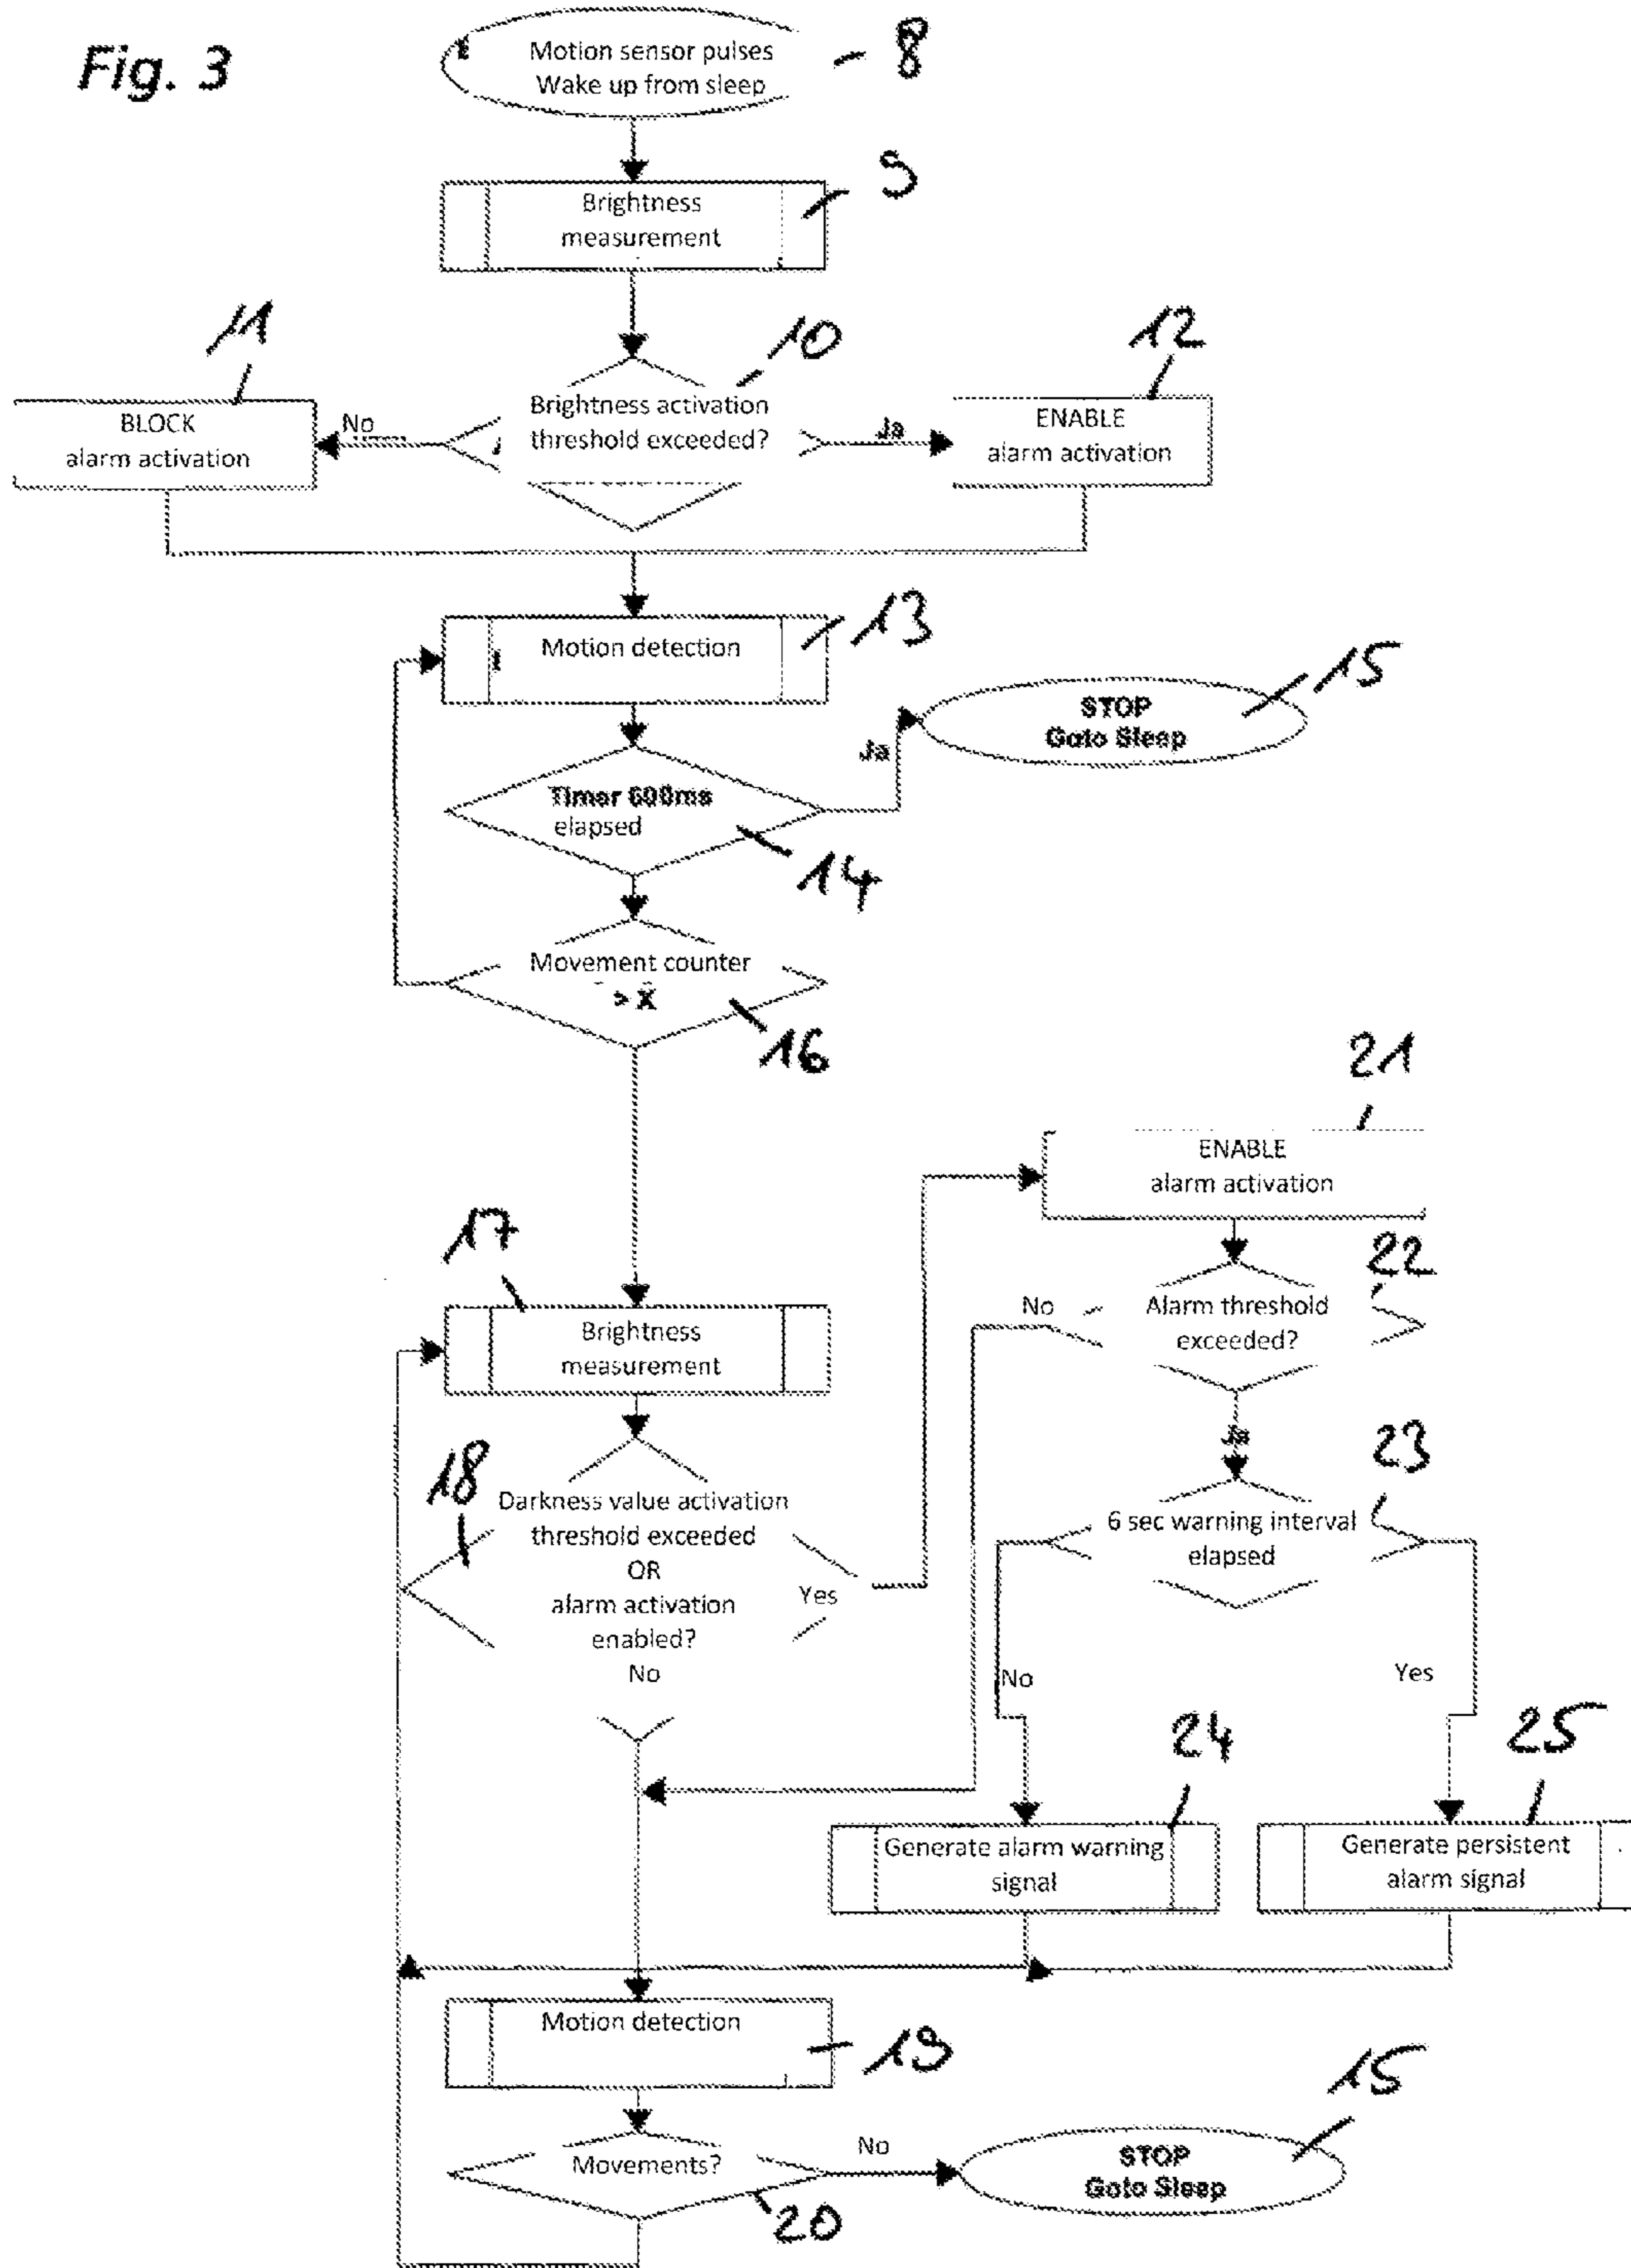 Fig. 3
Motion sensor pulses
Wake up from sleep
8
Brightness
measurement
9
10
11
12
Brightness activation
threshold exceeded?
No
Ja
BLOCK
alarm activation
ENABLE
alarm activation
Motion detection
13
15
STOP
Goto Sleep
Ja
Timer 600ms
elapsed
14
Movement counter
> X
16
21
ENABLE
alarm activation
17
22
Brightness
measurement
No
Alarm threshold
exceeded?
Ja
18
23
Darkness value activation
threshold exceeded
OR
alarm activation
enabled?
No
Yes
6 sec warning interval
elapsed
No
Yes
24
25
Generate alarm warning
signal
Generate persistent
alarm signal
Motion detection
19
15
Movements?
No
STOP
Goto Sleep
20